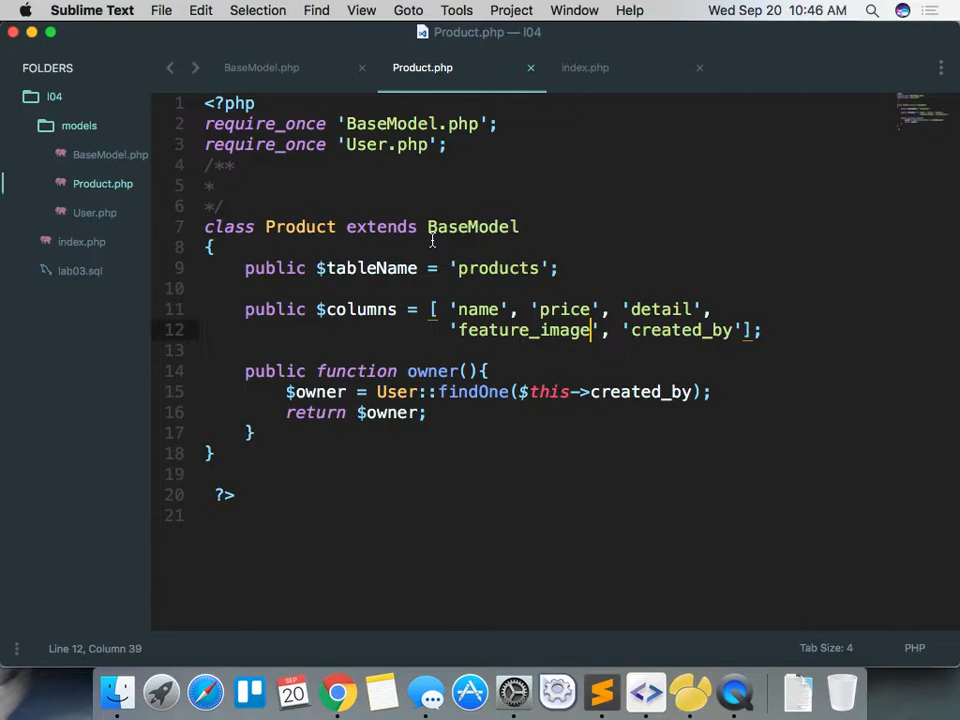 Sublime Text File Edit Selection Find View Goto Tools Project Window Help Wed Sep 20 10:46 AM
Product.php — l04
FOLDERS
l04
models
BaseModel.php
Product.php
User.php
index.php
lab03.sql
BaseModel.php Product.php index.php
1 <?php
2 require_once 'BaseModel.php';
3 require_once 'User.php';
4 /**
5 *
6 */
7 class Product extends BaseModel
8 {
9 public $tableName = 'products';
10
11 public $columns = [ 'name', 'price', 'detail',
12 'feature_image', 'created_by'];
13
14 public function owner(){
15 $owner = User::findOne($this->created_by);
16 return $owner;
17 }
18 }
19
20 ?>
21
Line 12, Column 39 Tab Size: 4 PHP
SEP
20